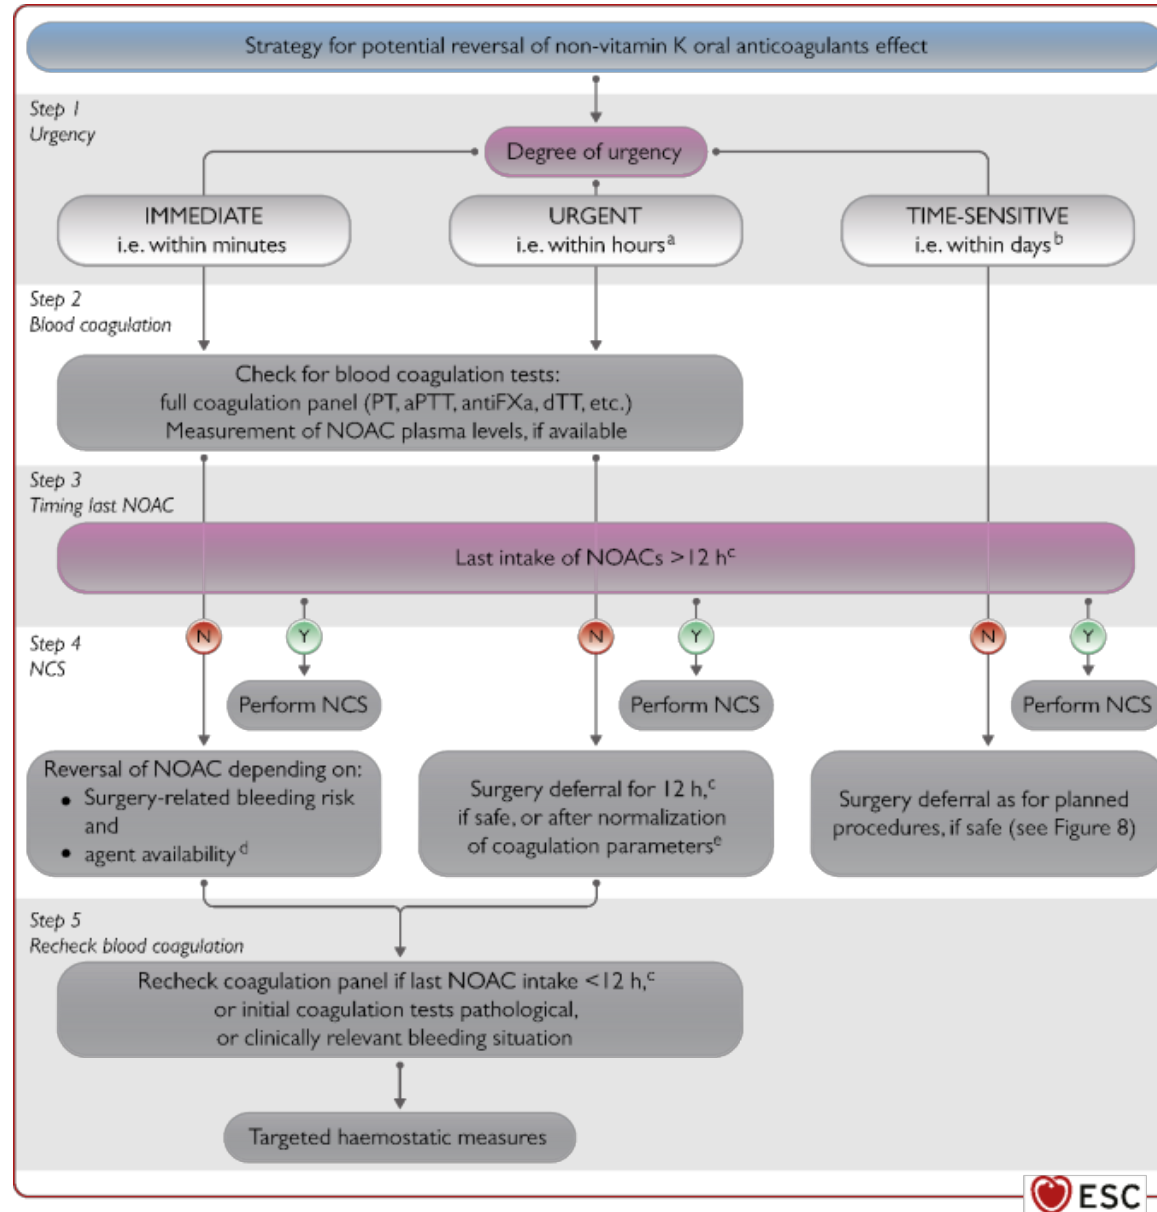 Strategy for potential reversal of non-vitamin K oral anticoagulants effect
Step 1
Urgency
Degree of urgency
IMMEDIATE
i.e. within minutes
URGENT
i.e. within hours^a
TIME-SENSITIVE
i.e. within days^b
Step 2
Blood coagulation
Check for blood coagulation tests:
full coagulation panel (PT, aPTT, antiFXa, dTT, etc.)
Measurement of NOAC plasma levels, if available
Step 3
Timing last NOAC
Last intake of NOACs >12 h^c
Step 4
NCS
N
Y
N
Y
N
Y
Perform NCS
Perform NCS
Perform NCS
Reversal of NOAC depending on:
• Surgery-related bleeding risk
and
• agent availability^d
Surgery deferral for 12 h,^c
if safe, or after normalization
of coagulation parameters^e
Surgery deferral as for planned
procedures, if safe (see Figure 8)
Step 5
Recheck blood coagulation
Recheck coagulation panel if last NOAC intake <12 h,^c
or initial coagulation tests pathological,
or clinically relevant bleeding situation
Targeted haemostatic measures
ESC